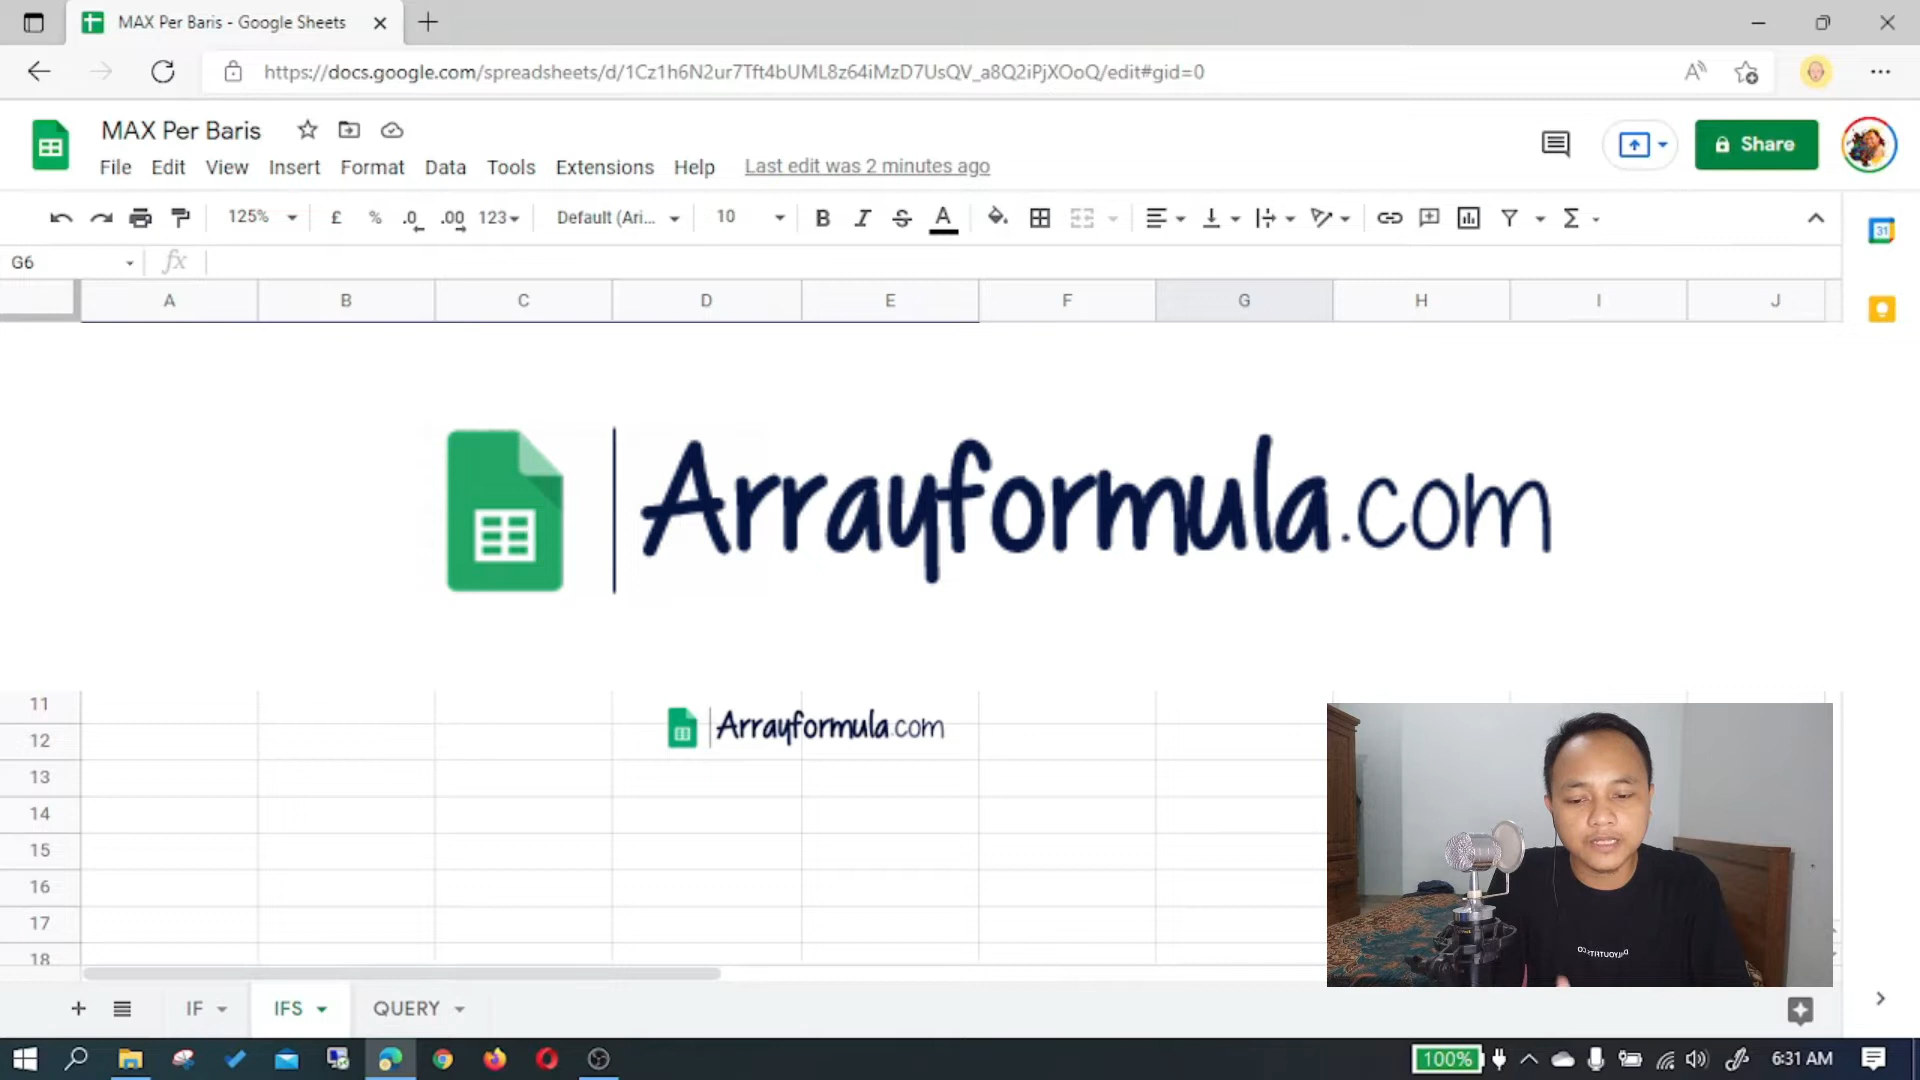 MAX Per Baris - Google Sheets
https://docs.google.com/spreadsheets/d/1Cz1h6N2ur7Tft4bUML8z64iMzD7UsQV_a8Q2iPjXOoQ/edit#gid=0
MAX Per Baris
Share
File Edit View Insert Format Data Tools Extensions Help Last edit was 2 minutes ago
125% £ % .0 .00 123 Default (Ari... 10 B I S A
31
G6 fx
A B C D E F G H I J
Arrayformula.com
11
Arrayformula.com
12
13
14
15
16
17
18
IF IFS QUERY
100% 6:31 AM